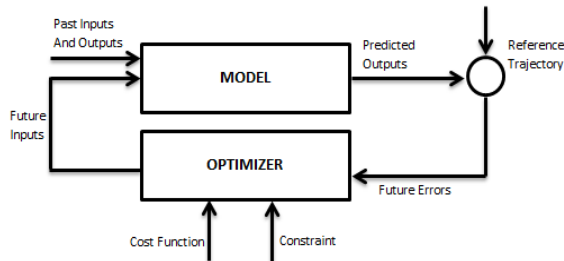 Past Inputs
And Outputs
MODEL
Predicted
Outputs
Reference
Trajectory
Future
Inputs
OPTIMIZER
Future Errors
Cost Function
Constraint